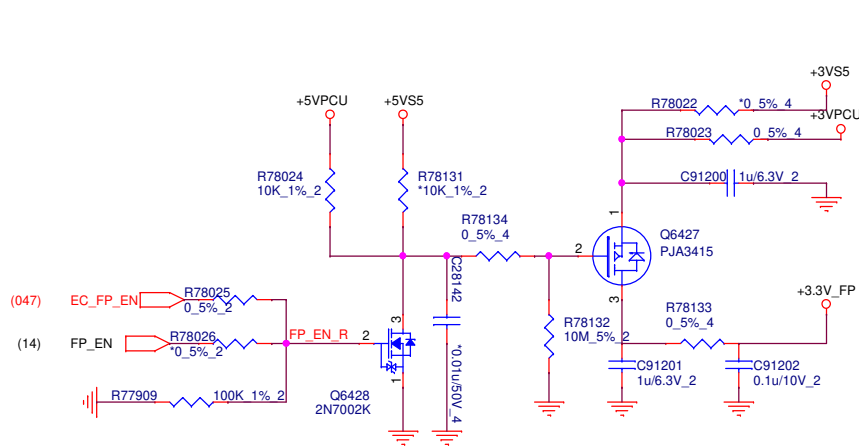 +3VS5
R78022 *0_5%_4
+3VPCU
R78023 0_5%_4
+5VPCU +5VS5
R78024
10K_1%_2
R78131
*10K_1%_2
C91200 1u/6.3V_2
R78134
0_5%_4
1
Q6427
PJA3415
2
3
C28142
*0.01u/50V_4
(047) EC_FP_EN
R78025
0_5%_2
+3.3V_FP
R78133
0_5%_4
R78132
10M_5%_2
(14) FP_EN
R78026
*0_5%_2
FP_EN_R
2
3
1
C91201
1u/6.3V_2
C91202
0.1u/10V_2
R77909 100K_1%_2
Q6428
2N7002K